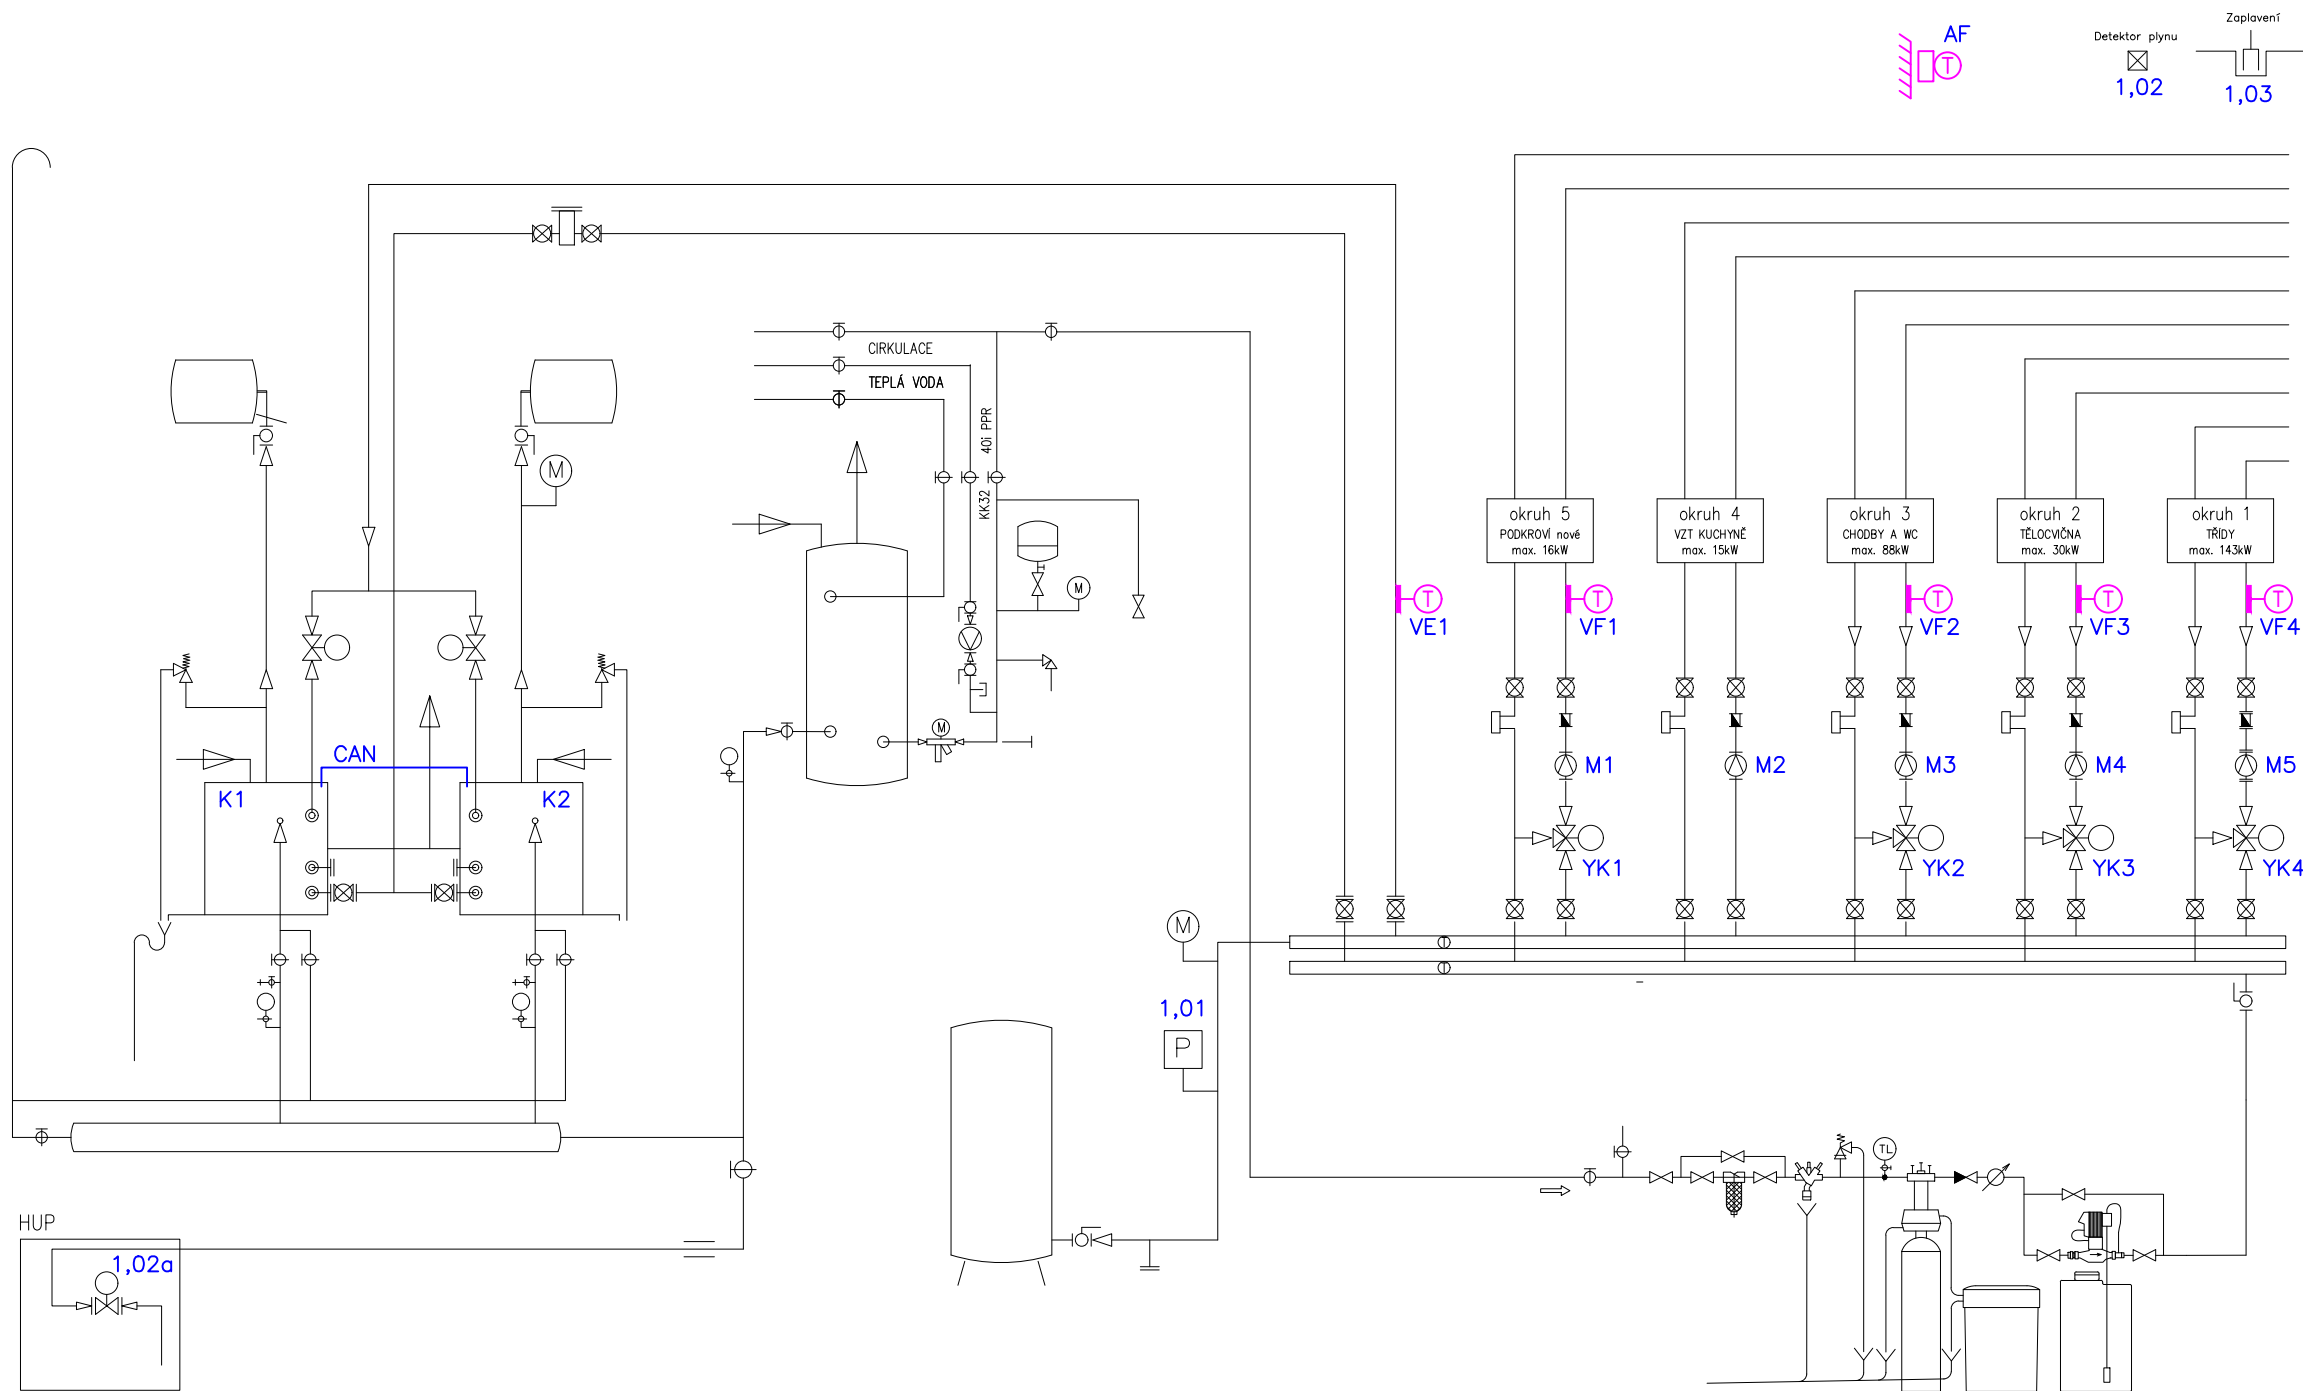 Zaplavení
AF
Detektor plynu
T
1,02
1,03
CIRKULACE
TEPLÁ VODA
40i PPR
KK32
M
M
M
okruh 5
PODKROVÍ nové
max. 16kW
okruh 4
VZT KUCHYNĚ
max. 15kW
okruh 3
CHODBY A WC
max. 88kW
okruh 2
TĚLOCVIČNA
max. 30kW
okruh 1
TŘÍDY
max. 143kW
T
T
T
T
T
VE1
VF1
VF2
VF3
VF4
CAN
K1
K2
M1
M2
M3
M4
M5
YK1
YK2
YK3
YK4
M
T
T
1,01
P
TL
HUP
1,02a